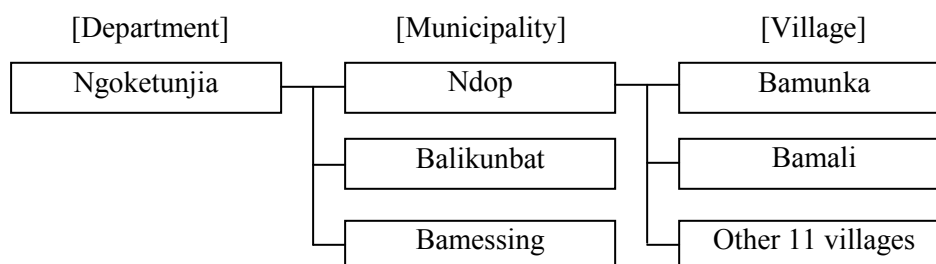 [Department] [Municipality] [Village]
Ngoketunjia Ndop Bamunka
Balikunbat Bamali
Bamessing Other 11 villages